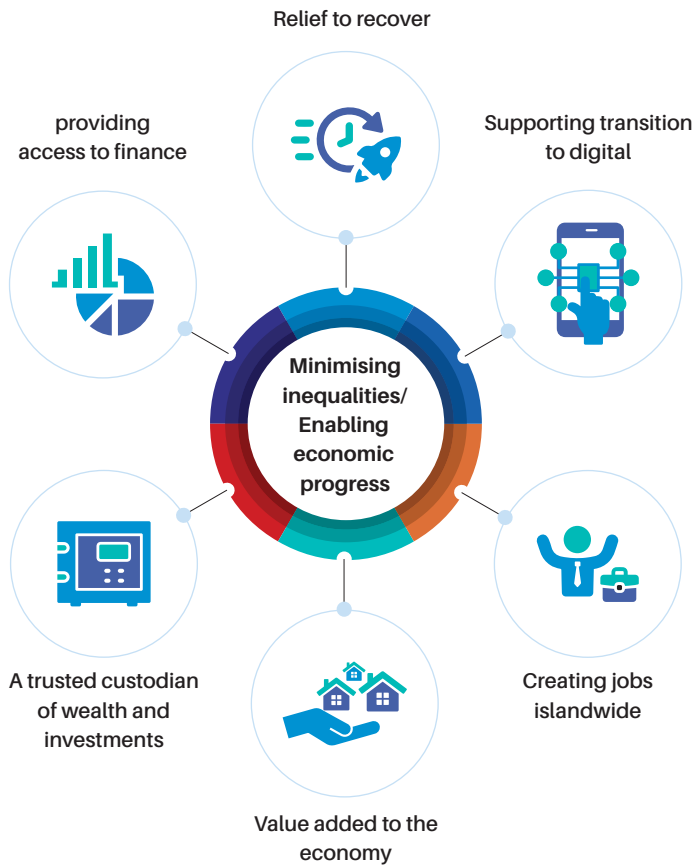 Relief to recover
providing
access to finance
Supporting transition
to digital
Minimising
inequalities/
Enabling
economic
progress
A trusted custodian
of wealth and
investments
Creating jobs
islandwide
Value added to the
economy